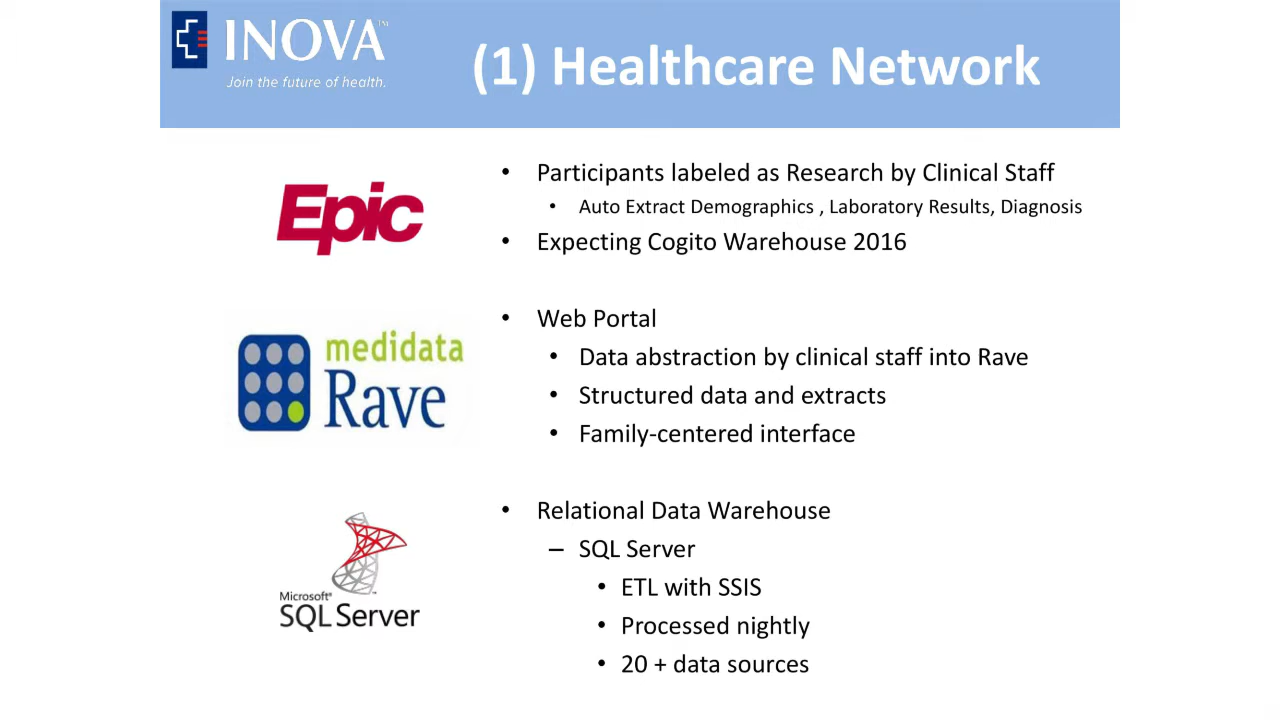 INOVA™
Join the future of health.
(1) Healthcare Network
Epic
• Participants labeled as Research by Clinical Staff
• Auto Extract Demographics , Laboratory Results, Diagnosis
• Expecting Cogito Warehouse 2016
medidata
Rave
• Web Portal
• Data abstraction by clinical staff into Rave
• Structured data and extracts
• Family-centered interface
Microsoft®
SQL Server™
• Relational Data Warehouse
– SQL Server
• ETL with SSIS
• Processed nightly
• 20 + data sources